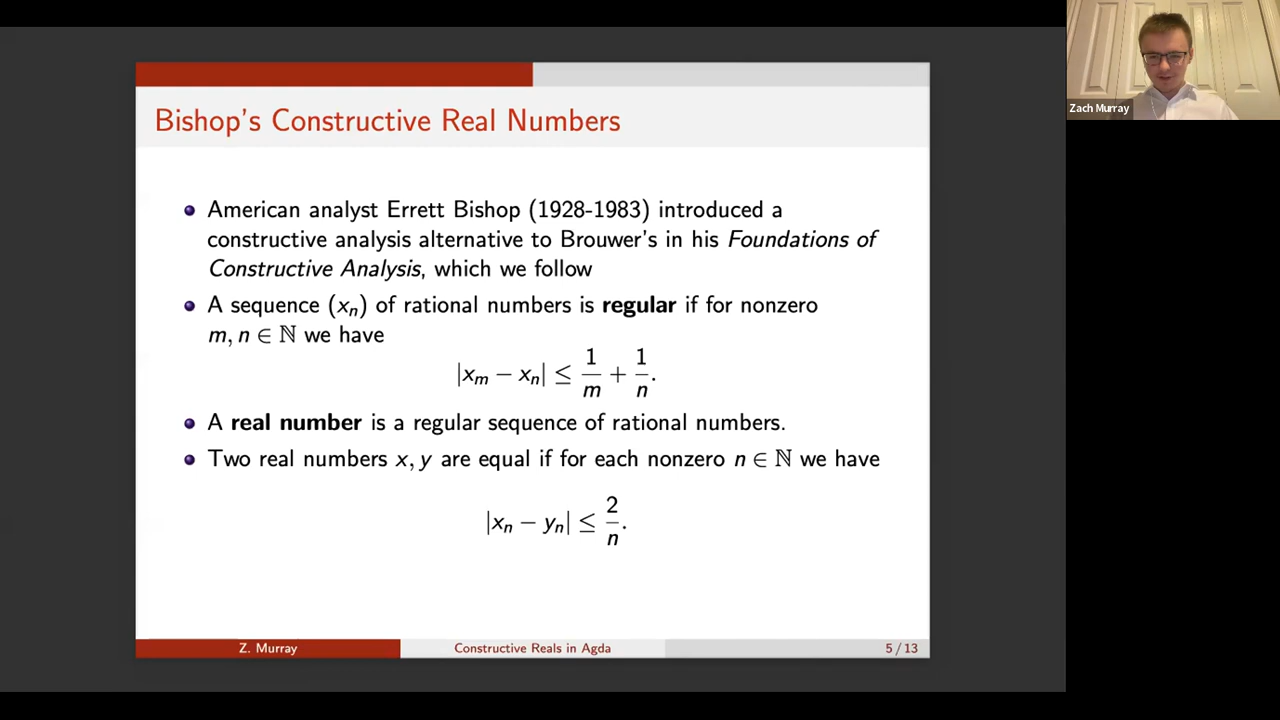 Bishop's Constructive Real Numbers
American analyst Errett Bishop (1928-1983) introduced a
constructive analysis alternative to Brouwer's in his Foundations of
Constructive Analysis, which we follow
A sequence (xₙ) of rational numbers is regular if for nonzero
m, n ∈ ℕ we have
|xₘ − xₙ| ≤ 1/m + 1/n.
A real number is a regular sequence of rational numbers.
Two real numbers x, y are equal if for each nonzero n ∈ ℕ we have
|xₙ − yₙ| ≤ 2/n.
Z. Murray Constructive Reals in Agda 5 / 13
Zach Murray